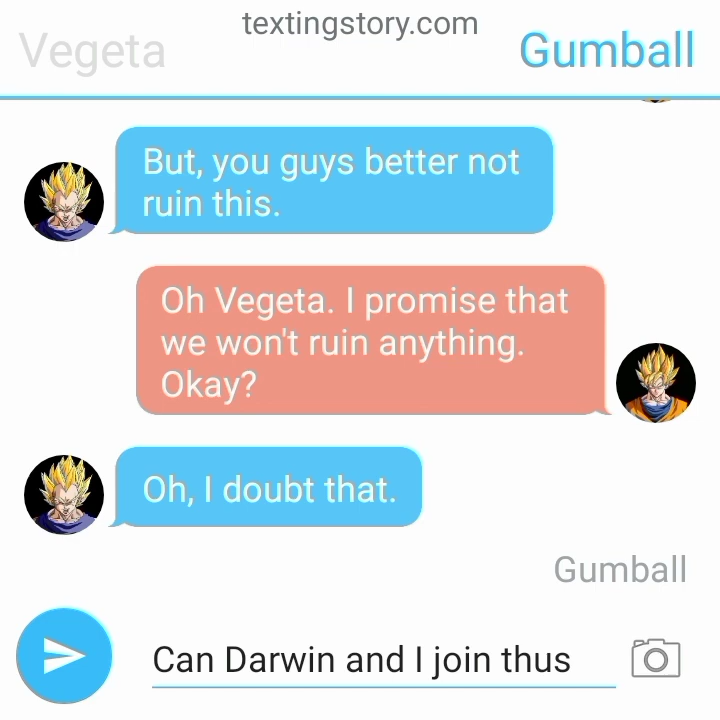 textingstory.com
Vegeta
Gumball
But, you guys better not
ruin this.
Oh Vegeta. I promise that
we won't ruin anything.
Okay?
Oh, I doubt that.
Gumball
Can Darwin and I join thus